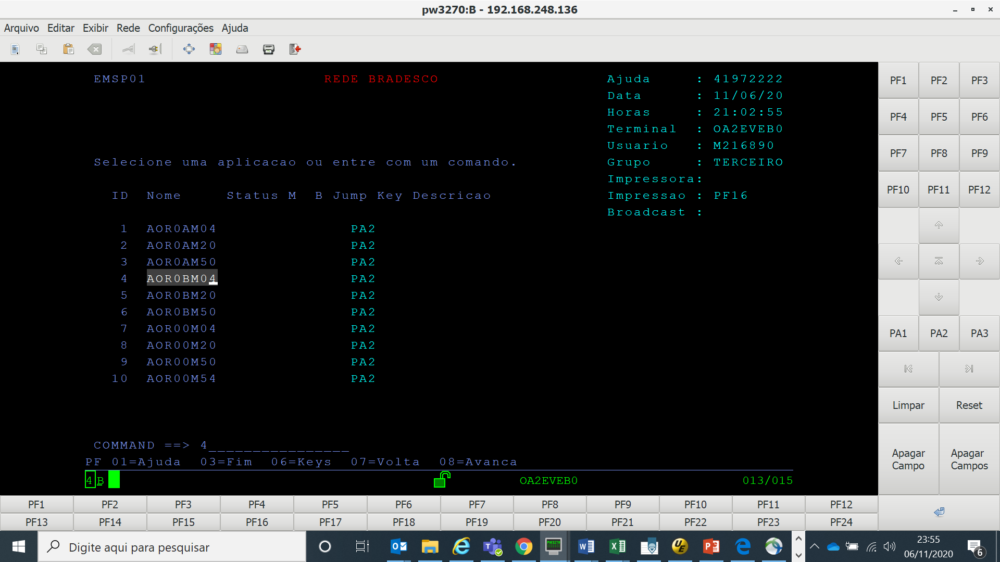 pw3270:B - 192.168.248.136
Arquivo Editar Exibir Rede Configurações Ajuda
EMSP01 REDE BRADESCO Ajuda : 41972222
Data : 11/06/20
Horas : 21:02:55
Terminal : OA2EVEB0
Usuario : M216890
Selecione uma aplicacao ou entre com um comando. Grupo : TERCEIRO
Impressora:
ID Nome Status M B Jump Key Descricao Impressao : PF16
Broadcast :
1 AOR0AM04 PA2
2 AOR0AM20 PA2
3 AOR0AM50 PA2
4 AOR0BM04 PA2
5 AOR0BM20 PA2
6 AOR0BM50 PA2
7 AOR00M04 PA2
8 AOR00M20 PA2
9 AOR00M50 PA2
10 AOR00M54 PA2
COMMAND ==> 4________________
PF 01=Ajuda 03=Fim 06=Keys 07=Volta 08=Avanca
4 B OA2EVEB0 013/015
PF1 PF2 PF3
PF4 PF5 PF6
PF7 PF8 PF9
PF10 PF11 PF12
PA1 PA2 PA3
Limpar Reset
Apagar Campo Apagar Campos
PF1 PF2 PF3 PF4 PF5 PF6 PF7 PF8 PF9 PF10 PF11 PF12
PF13 PF14 PF15 PF16 PF17 PF18 PF19 PF20 PF21 PF22 PF23 PF24
Digite aqui para pesquisar
PW3270
23:55
06/11/2020
6